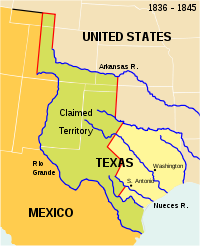 1836 - 1845
UNITED STATES
Arkansas R.
Claimed
Territory
Rio
Grande
TEXAS
Washington
S. Antonio
Nueces R.
MEXICO